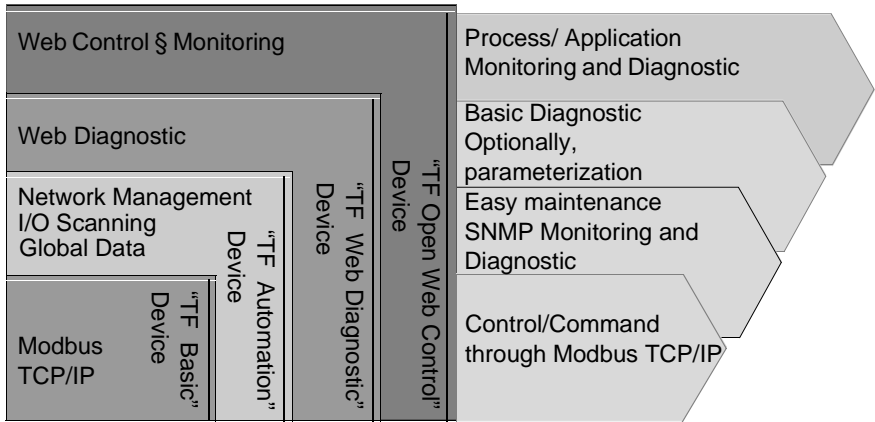 Web Control § Monitoring
Web Diagnostic
Network Management
I/O Scanning
Global Data
Modbus
TCP/IP
“TF Basic”
Device
“TF Automation”
Device
“TF Web Diagnostic”
Device
“TF Open Web Control”
Device
Process/ Application
Monitoring and Diagnostic
Basic Diagnostic
Optionally,
parameterization
Easy maintenance
SNMP Monitoring and
Diagnostic
Control/Command
through Modbus TCP/IP